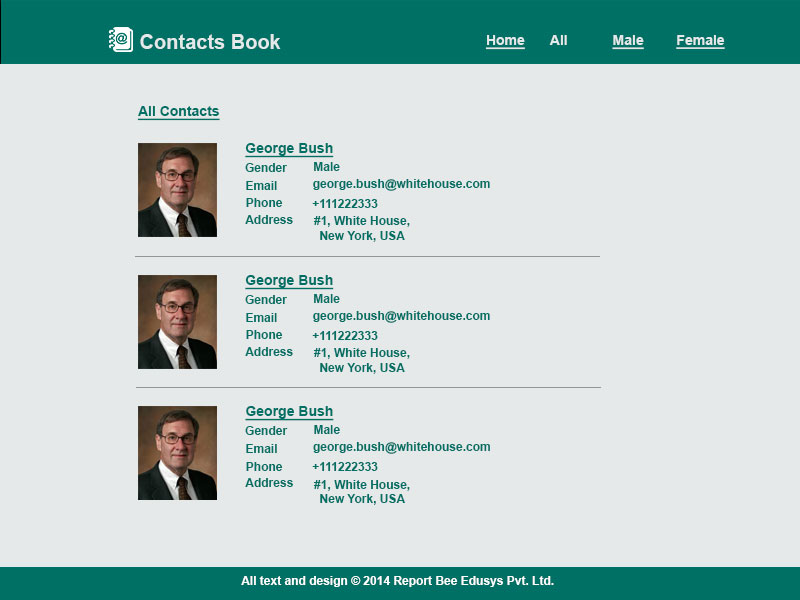 @ Contacts Book
Home All Male Female
All Contacts
George Bush
Gender Male
Email george.bush@whitehouse.com
Phone +111222333
Address #1, White House,
New York, USA
George Bush
Gender Male
Email george.bush@whitehouse.com
Phone +111222333
Address #1, White House,
New York, USA
George Bush
Gender Male
Email george.bush@whitehouse.com
Phone +111222333
Address #1, White House,
New York, USA
All text and design © 2014 Report Bee Edusys Pvt. Ltd.